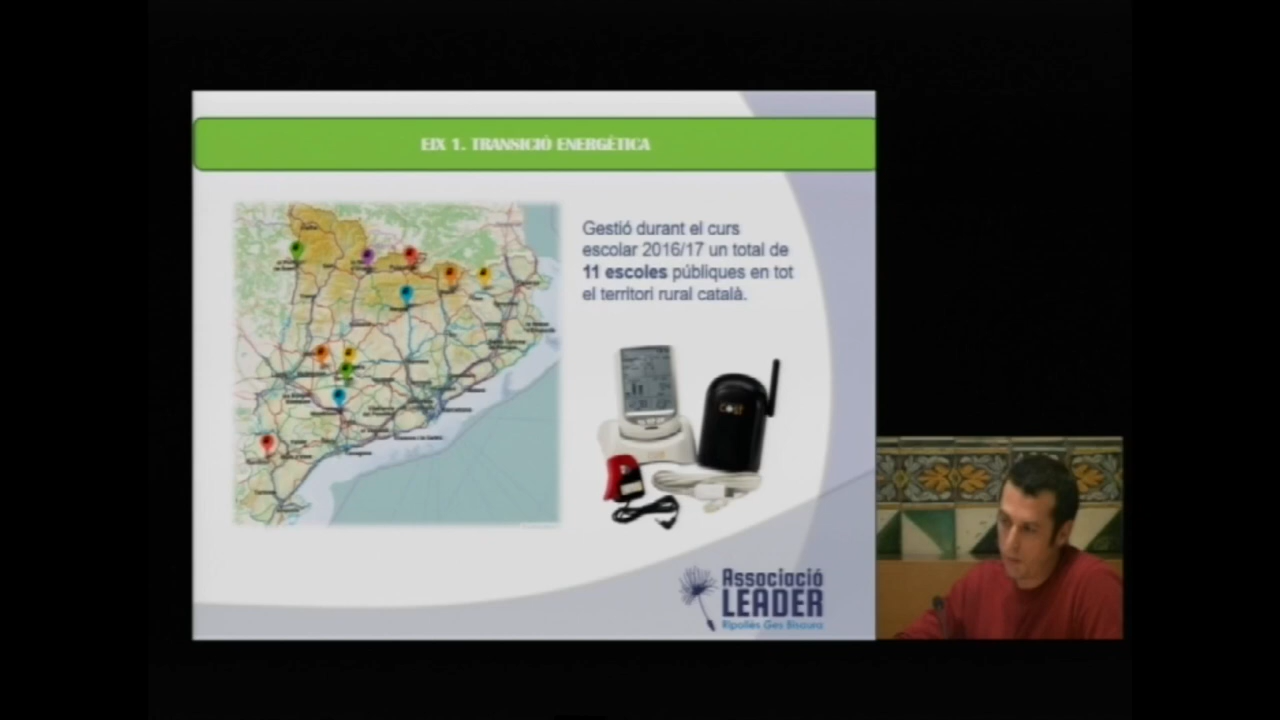 EIX 1. TRANSICIÓ ENERGÈTICA
Gestió durant el curs
escolar 2016/17 un total de
11 escoles públiques en tot
el territori rural català.
Associació
LEADER
Ripollès Ges Bisaura